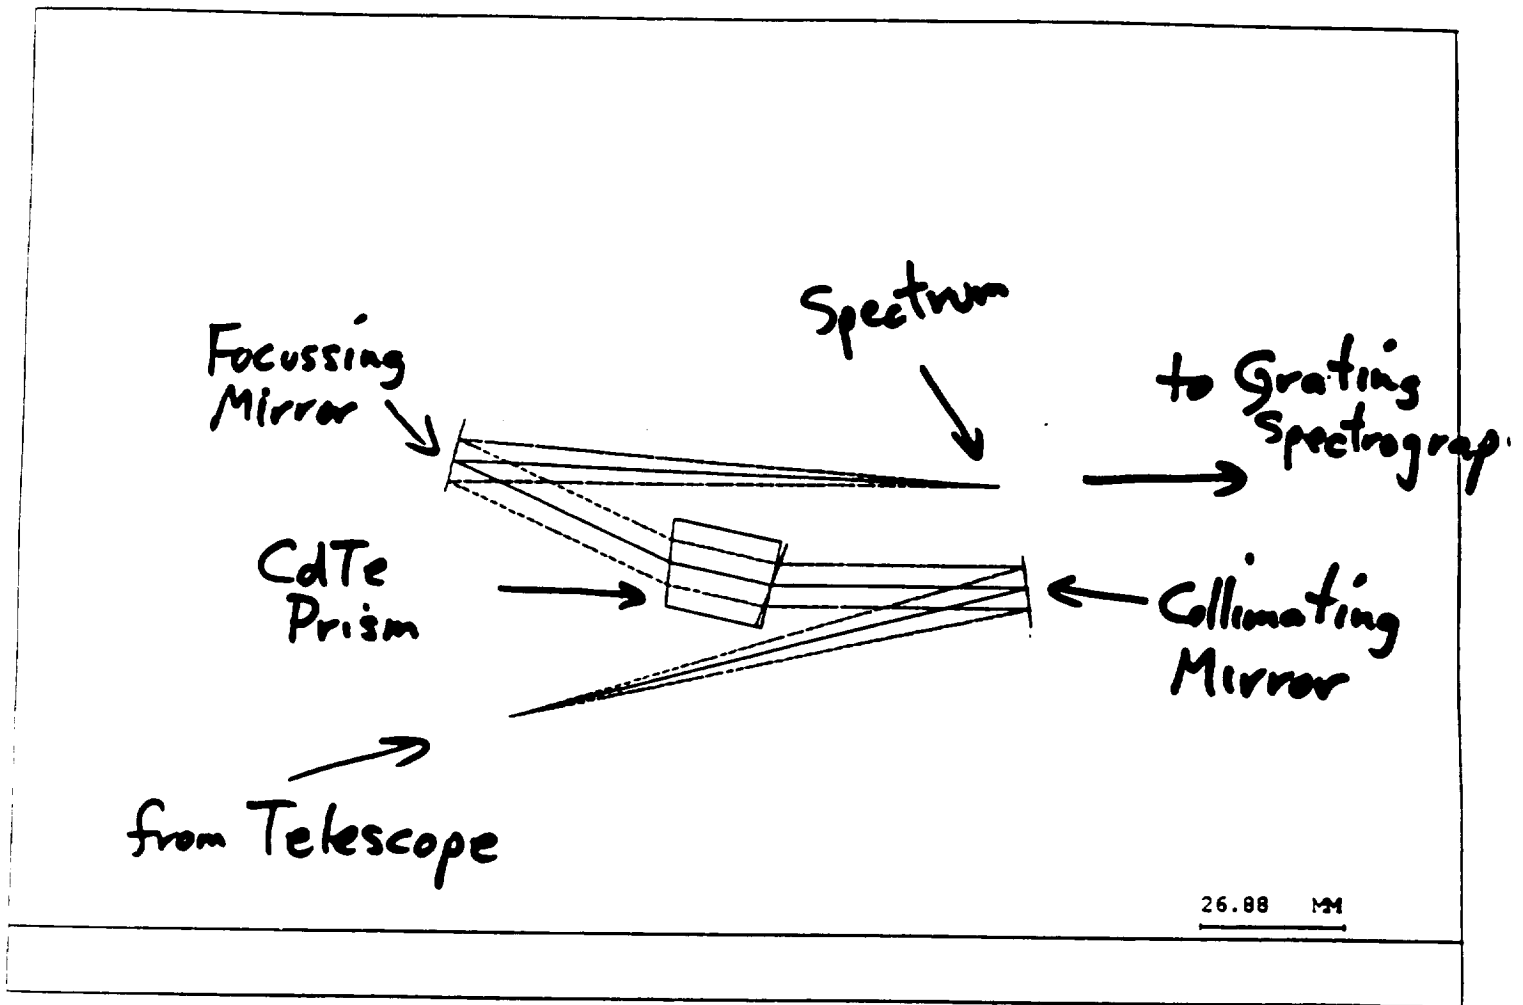 Spectrum
Focussing
Mirror
to Grating
Spectrograp
CdTe
Prism
Collimating
Mirror
from Telescope
26.88 MM